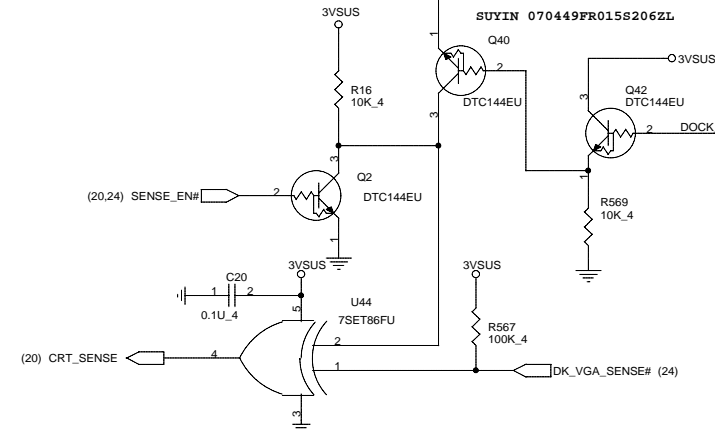 SUYIN 070449FR015S206ZL
3VSUS
1
Q40
3VSUS
2
R16
10K_4
DTC144EU
3
3
Q42
DTC144EU
2
DOCK
3
Q2
1
(20,24) SENSE_EN#
2
DTC144EU
R569
10K_4
1
C20
3VSUS
3VSUS
1
2
U44
0.1U_4
5
7SET86FU
R567
100K_4
2
(20) CRT_SENSE
4
1
DK_VGA_SENSE# (24)
3